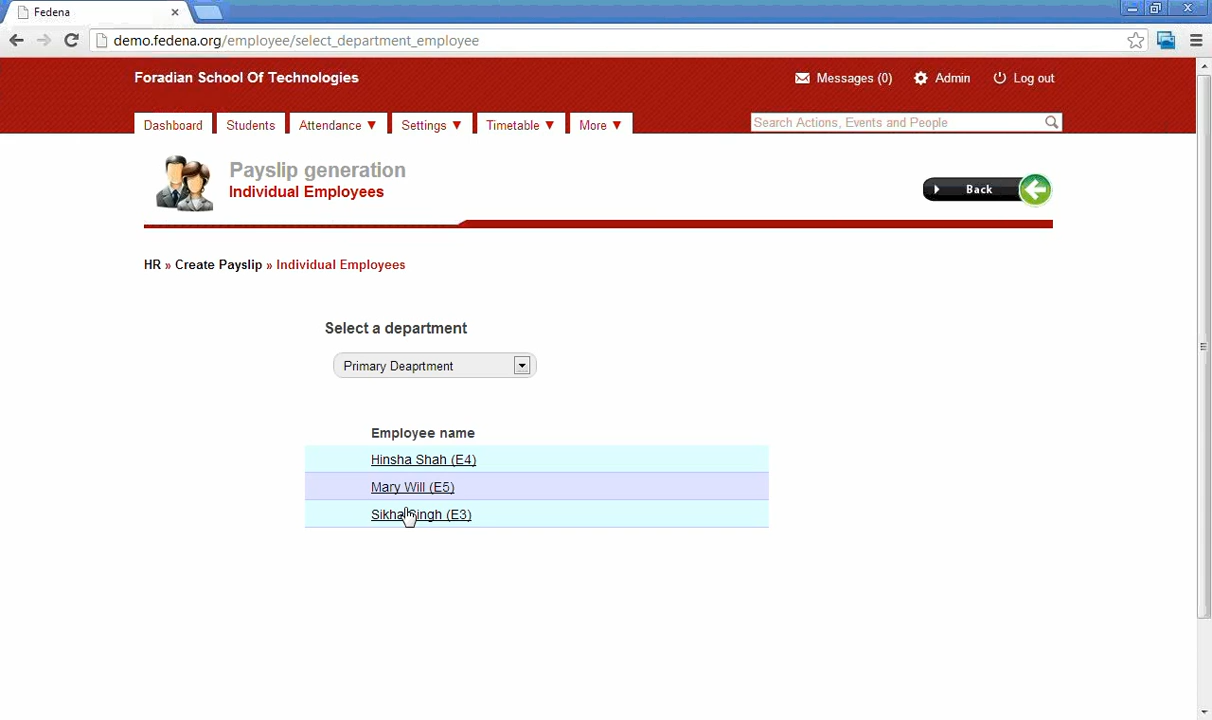 Fedena
demo.fedena.org/employee/select_department_employee
Foradian School Of Technologies
Messages (0) Admin Log out
Dashboard Students Attendance ▼ Settings ▼ Timetable ▼ More ▼ Search Actions, Events and People
Payslip generation
Individual Employees
Back
HR » Create Payslip » Individual Employees
Select a department
Primary Deaprtment
Employee name
Hinsha Shah (E4)
Mary Will (E5)
Sikha Singh (E3)